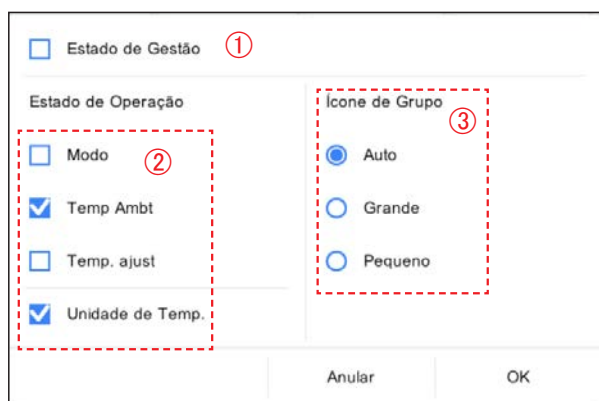 Estado de Gestão ①
Estado de Operação
② Modo
Temp Ambt
Temp. ajust
Unidade de Temp.
Ícone de Grupo
③
Auto
Grande
Pequeno
Anular
OK